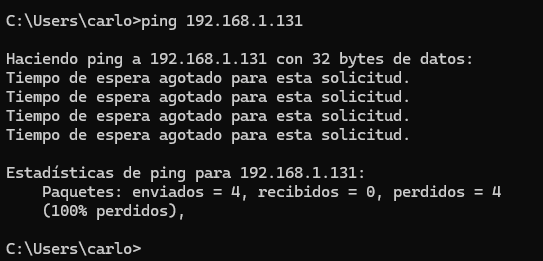 C:\Users\carlo>ping 192.168.1.131
Haciendo ping a 192.168.1.131 con 32 bytes de datos:
Tiempo de espera agotado para esta solicitud.
Tiempo de espera agotado para esta solicitud.
Tiempo de espera agotado para esta solicitud.
Tiempo de espera agotado para esta solicitud.
Estadísticas de ping para 192.168.1.131:
    Paquetes: enviados = 4, recibidos = 0, perdidos = 4
    (100% perdidos),
C:\Users\carlo>